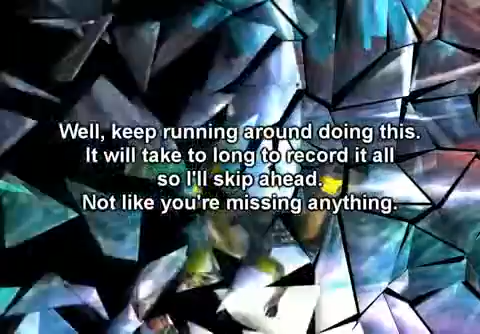 Well, keep running around doing this.
It will take to long to record it all
so I'll skip ahead.
Not like you're missing anything.